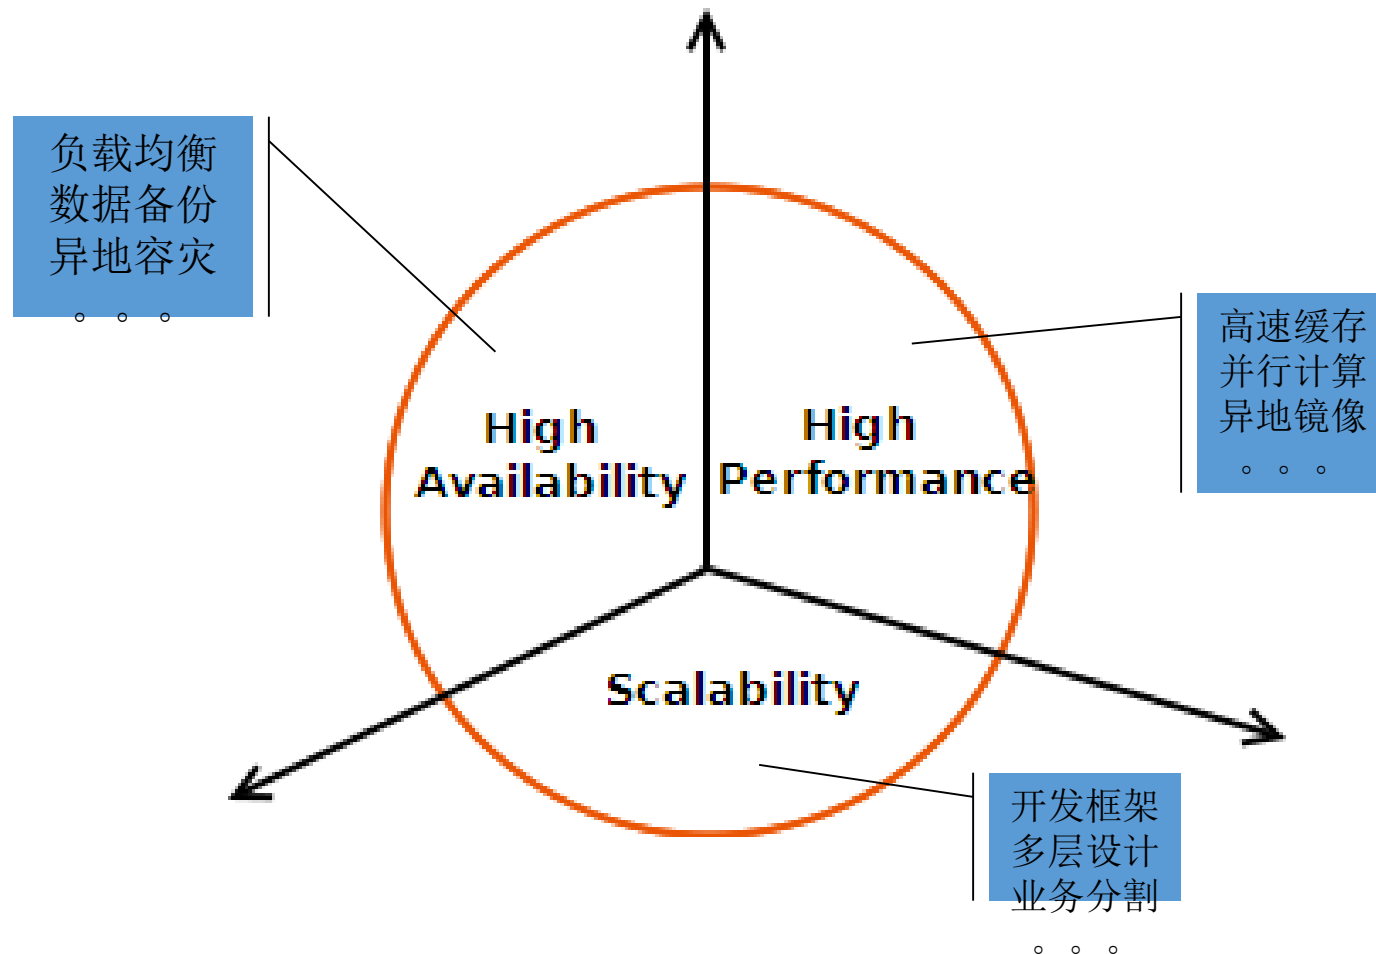 负载均衡
数据备份
异地容灾
。。。
高速缓存
并行计算
异地镜像
。。。
High
Availability
High
Performance
Scalability
开发框架
多层设计
业务分割
。。。